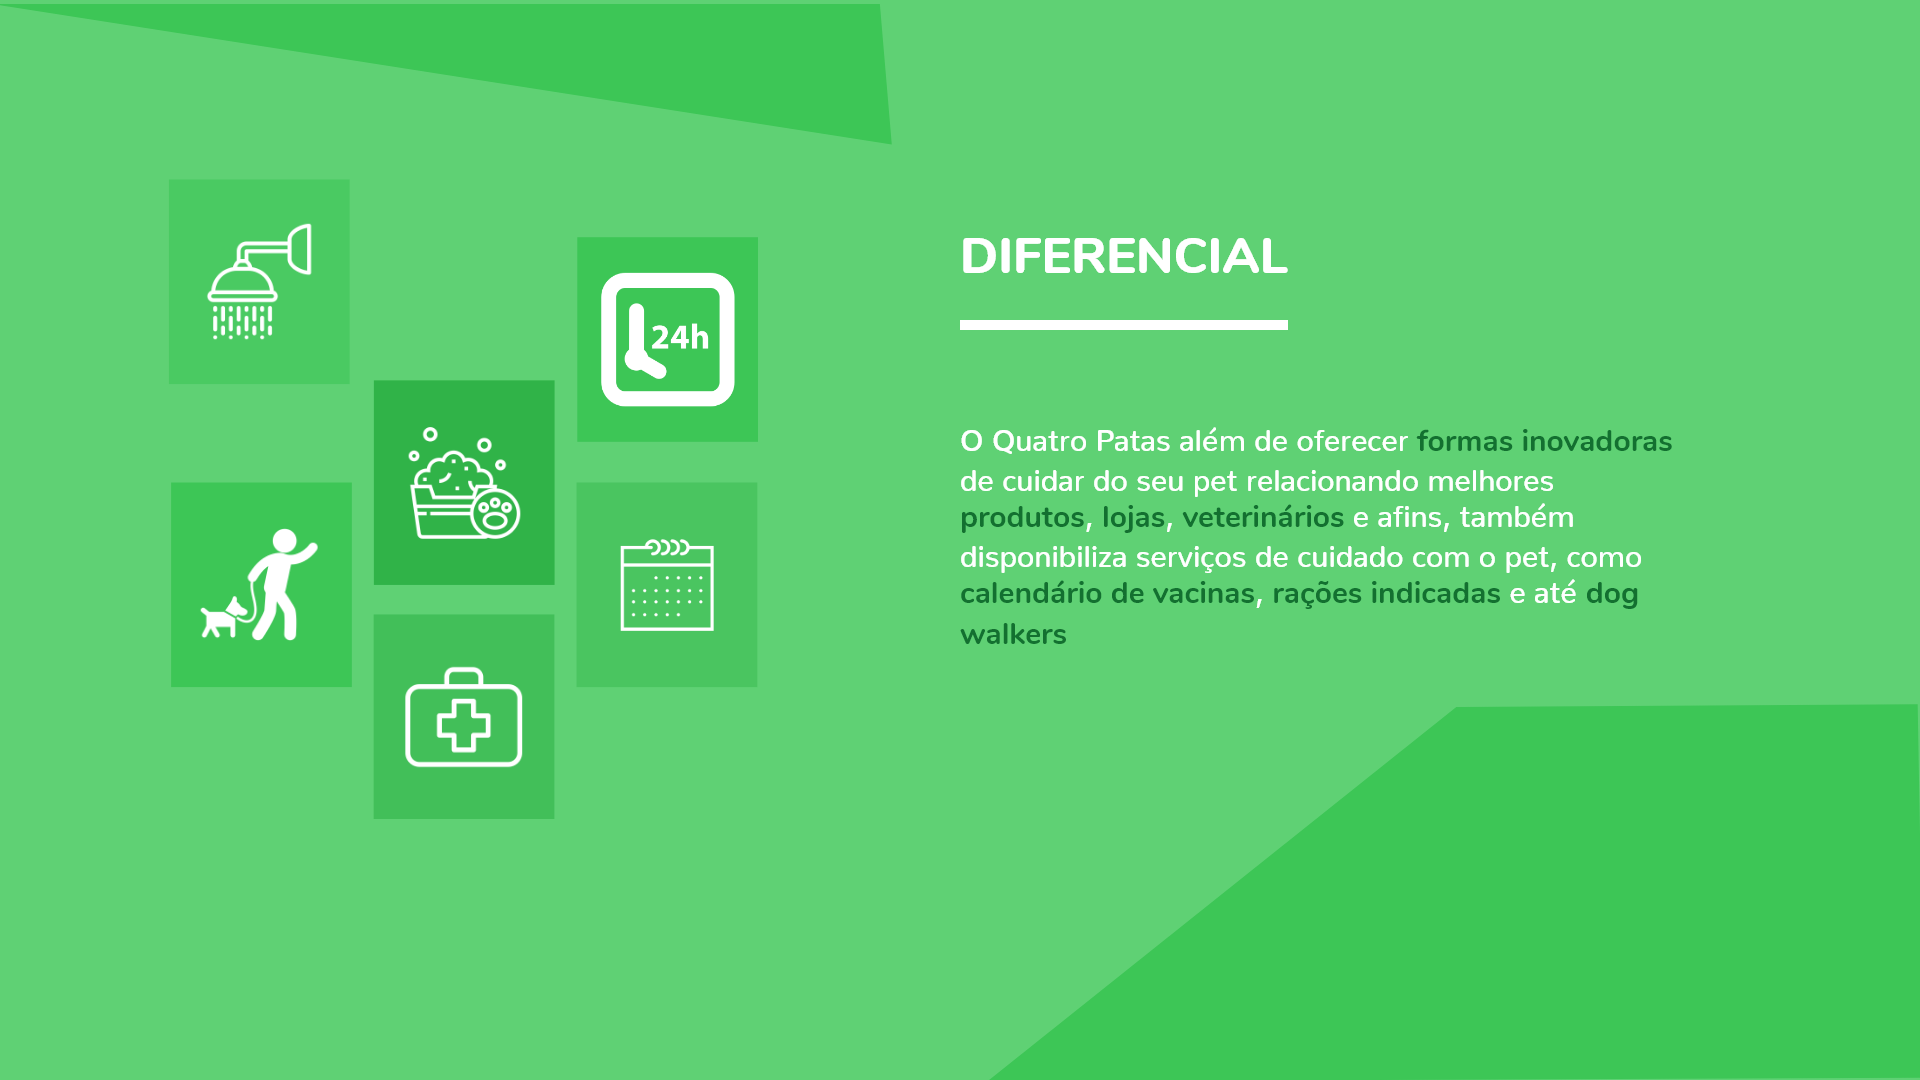 24h
DIFERENCIAL
O Quatro Patas além de oferecer formas inovadoras
de cuidar do seu pet relacionando melhores
produtos, lojas, veterinários e afins, também
disponibiliza serviços de cuidado com o pet, como
calendário de vacinas, rações indicadas e até dog
walkers